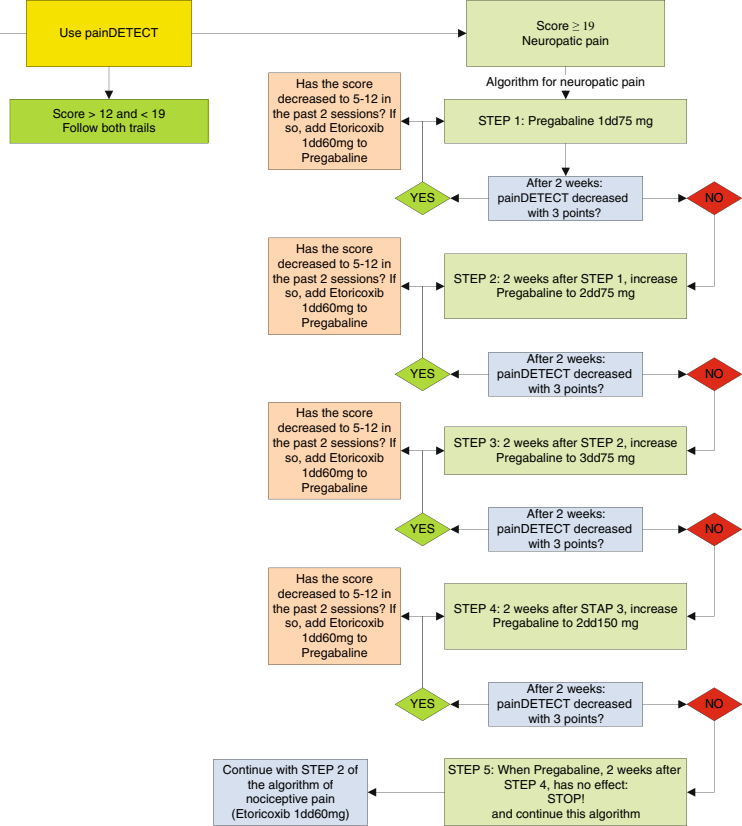 Use painDETECT
Score ≥ 19
Neuropatic pain
Score > 12 and < 19
Follow both trails
Algorithm for neuropatic pain
Has the score
decreased to 5-12 in
the past 2 sessions? If
so, add Etoricoxib
1dd60mg to
Pregabaline
STEP 1: Pregabaline 1dd75 mg
YES
After 2 weeks:
painDETECT decreased
with 3 points?
NO
Has the score
decreased to 5-12 in
the past 2 sessions? If
so, add Etoricoxib
1dd60mg to
Pregabaline
STEP 2: 2 weeks after STEP 1, increase
Pregabaline to 2dd75 mg
YES
After 2 weeks:
painDETECT decreased
with 3 points?
NO
Has the score
decreased to 5-12 in
the past 2 sessions? If
so, add Etoricoxib
1dd60mg to
Pregabaline
STEP 3: 2 weeks after STEP 2, increase
Pregabaline to 3dd75 mg
YES
After 2 weeks:
painDETECT decreased
with 3 points?
NO
Has the score
decreased to 5-12 in
the past 2 sessions? If
so, add Etoricoxib
1dd60mg to
Pregabaline
STEP 4: 2 weeks after STAP 3, increase
Pregabaline to 2dd150 mg
YES
After 2 weeks:
painDETECT decreased
with 3 points?
NO
Continue with STEP 2 of
the algorithm of
nociceptive pain
(Etoricoxib 1dd60mg)
STEP 5: When Pregabaline, 2 weeks after
STEP 4, has no effect:
STOP!
and continue this algorithm